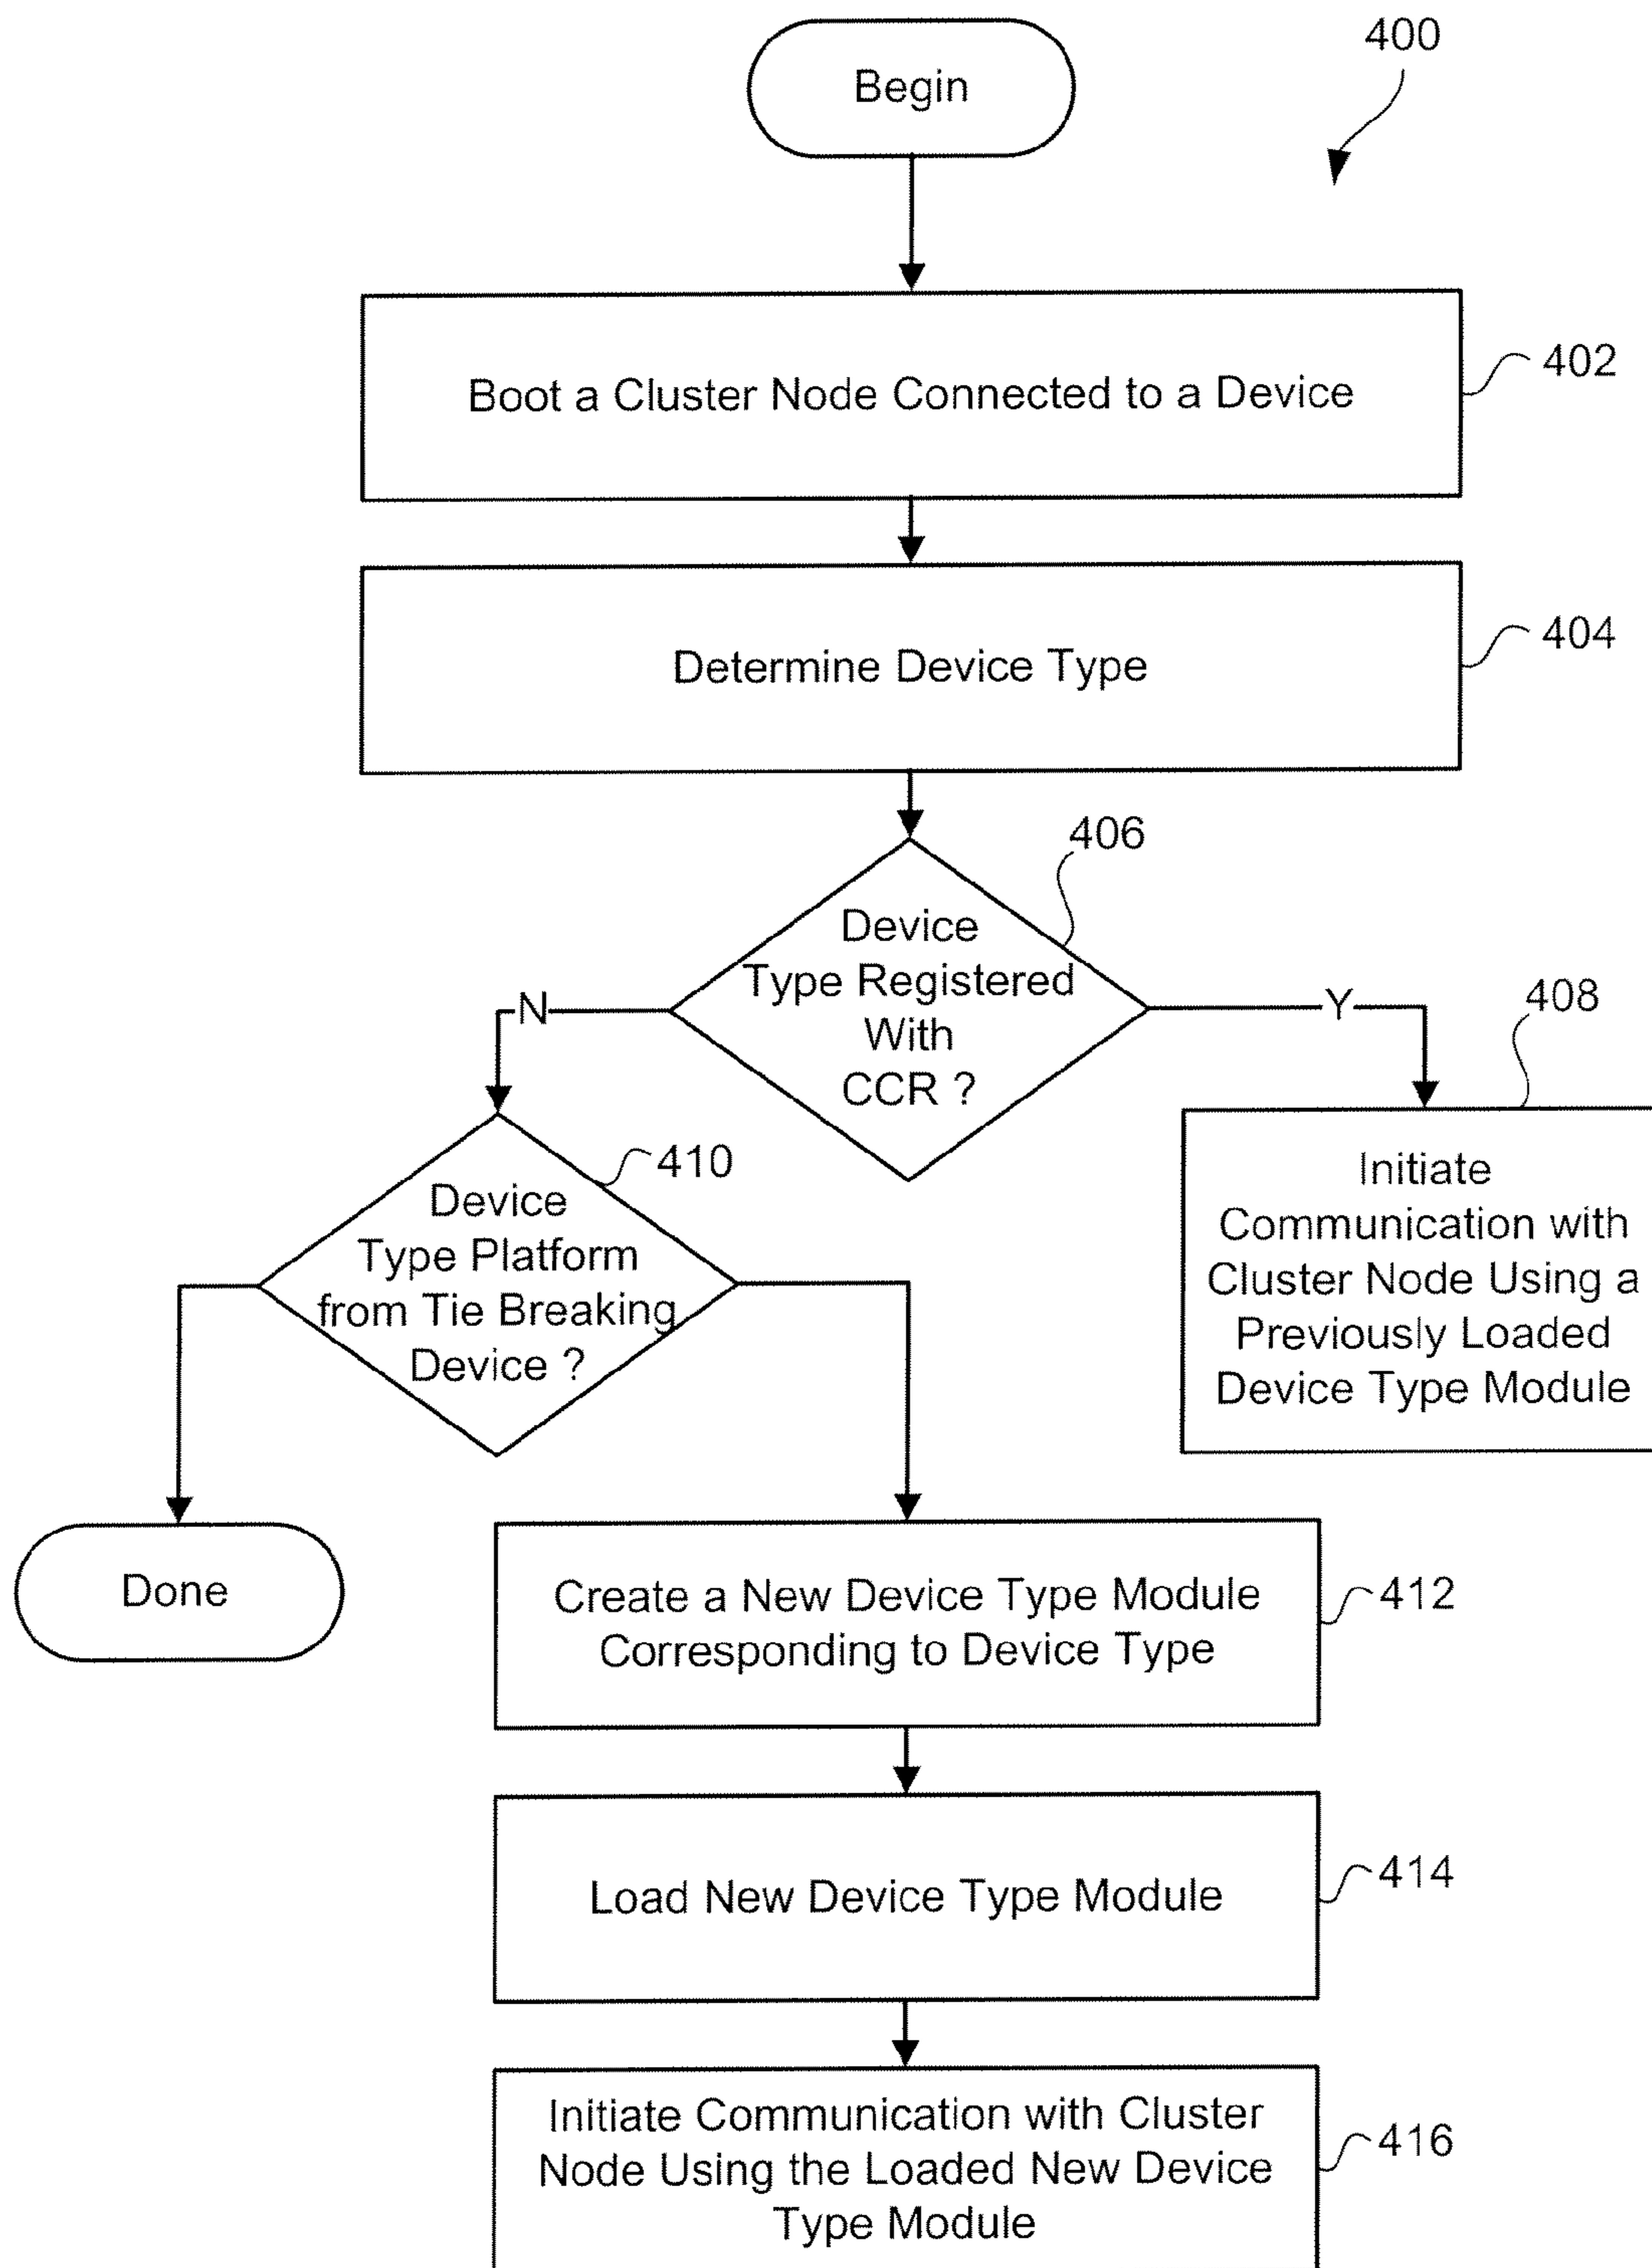 Begin
400
Boot a Cluster Node Connected to a Device
402
Determine Device Type
404
406
Device
Type Registered
With
CCR ?
N
Y
408
Initiate
Communication with
Cluster Node Using a
Previously Loaded
Device Type Module
410
Device
Type Platform
from Tie Breaking
Device ?
Done
Create a New Device Type Module
Corresponding to Device Type
412
Load New Device Type Module
414
Initiate Communication with Cluster
Node Using the Loaded New Device
Type Module
416